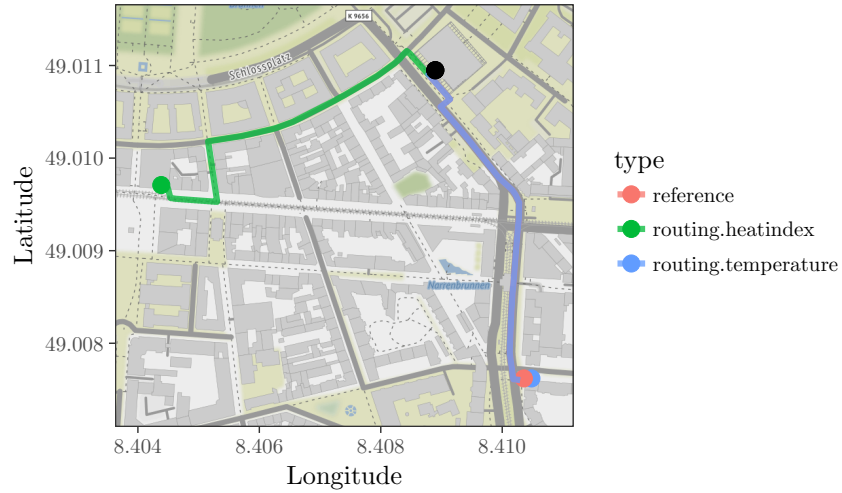 K 9656
Schlossplatz
49.011
49.010
49.009
49.008
Latitude
Narrenbrunnen
8.404
8.406
8.408
8.410
Longitude
type
reference
routing.heatindex
routing.temperature